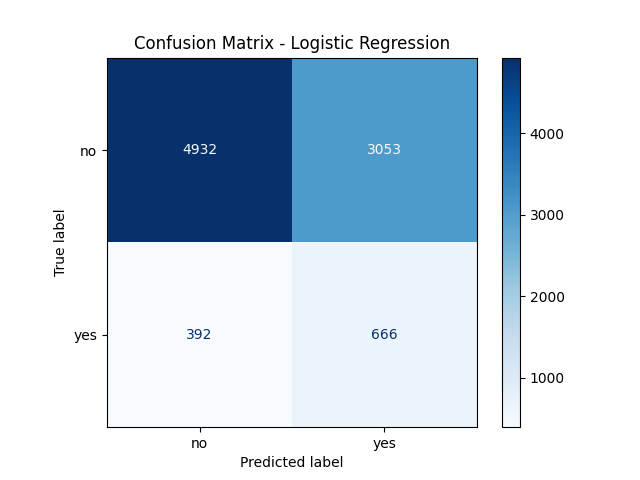 Confusion Matrix - Logistic Regression
True label
no
4932
3053
yes
392
666
no
yes
Predicted label
4000
3000
2000
1000